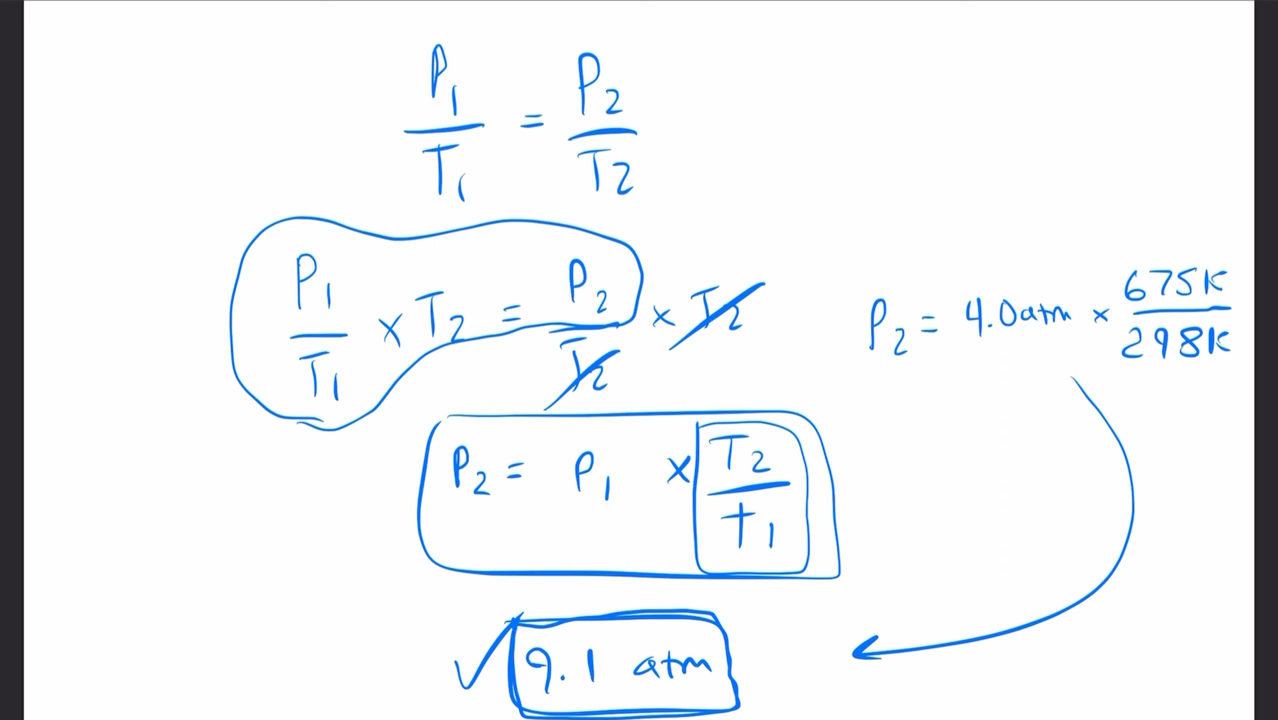 P₁/T₁ = P₂/T₂
P₁/T₁ × T₂ = P₂/T₂ × T₂
P₂ = 4.0atm × 675K/298K
P₂ = P₁ × T₂/T₁
9.1 atm